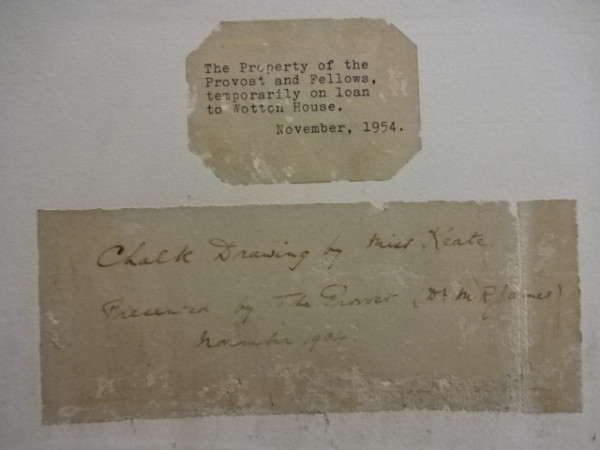 The Property of the
Provost and Fellows,
temporarily on loan
to Wotton House.
November, 1954.
Chalk Drawing by Miss Keate.
Presented by The Provost (Dr M R James)
November